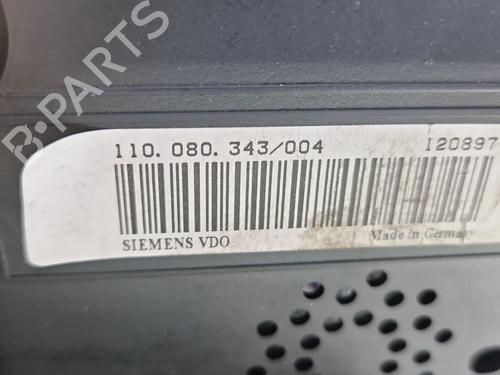 B-PARTS
110.080.343/004 120897
SIEMENS VDO Made in Germany